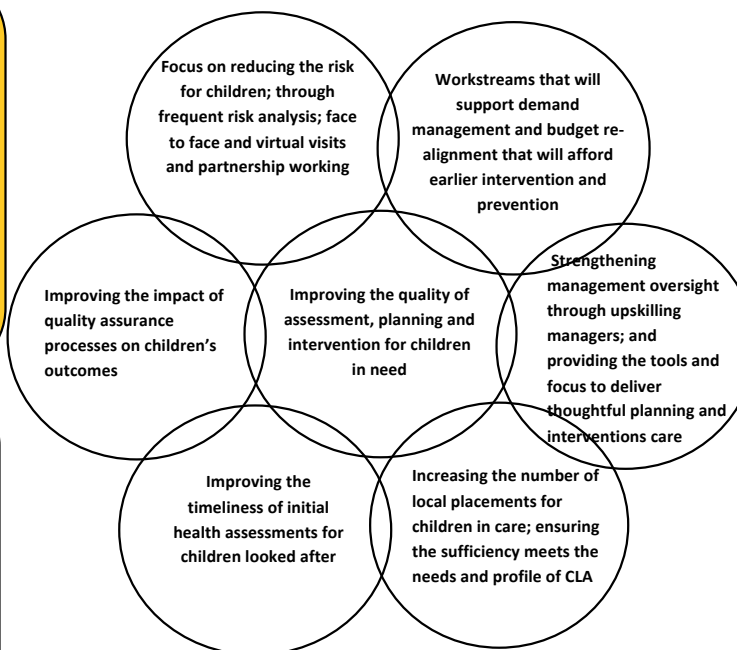 Focus on reducing the risk
for children; through
frequent risk analysis; face
to face and virtual visits
and partnership working
Workstreams that will
support demand
management and budget re-
alignment that will afford
earlier intervention and
prevention
Improving the impact of
quality assurance
processes on children’s
outcomes
Improving the quality of
assessment, planning and
intervention for children
in need
Strengthening
management oversight
through upskilling
managers; and
providing the tools and
focus to deliver
thoughtful planning and
interventions care
Improving the
timeliness of initial
health assessments for
children looked after
Increasing the number of
local placements for
children in care; ensuring
the sufficiency meets the
needs and profile of CLA